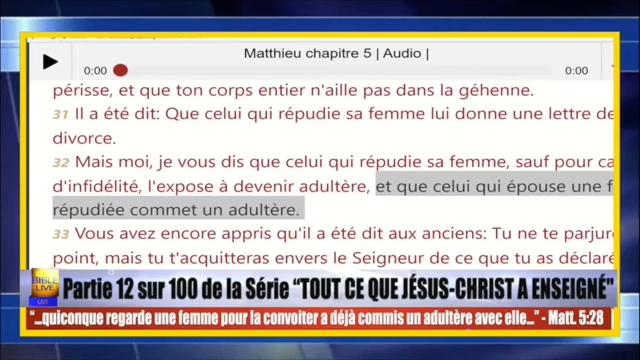 Matthieu chapitre 5 | Audio |
0:00
0:00
périsse, et que ton corps entier n'aille pas dans la géhenne.
31 Il a été dit: Que celui qui répudie sa femme lui donne une lettre de
divorce.
32 Mais moi, je vous dis que celui qui répudie sa femme, sauf pour ca
d'infidélité, l'expose à devenir adultère, et que celui qui épouse une f
répudiée commet un adultère.
33 Vous avez encore appris qu'il a été dit aux anciens: Tu ne te parjure
point, mais tu t'acquitteras envers le Seigneur de ce que tu as déclaré
BIBLE
LIVE
LIVE
Partie 12 sur 100 de la Série “TOUT CE QUE JÉSUS-CHRIST A ENSEIGNÉ"
“...quiconque regarde une femme pour la convoiter a déjà commis un adultère avec elle...” - Matt. 5:28